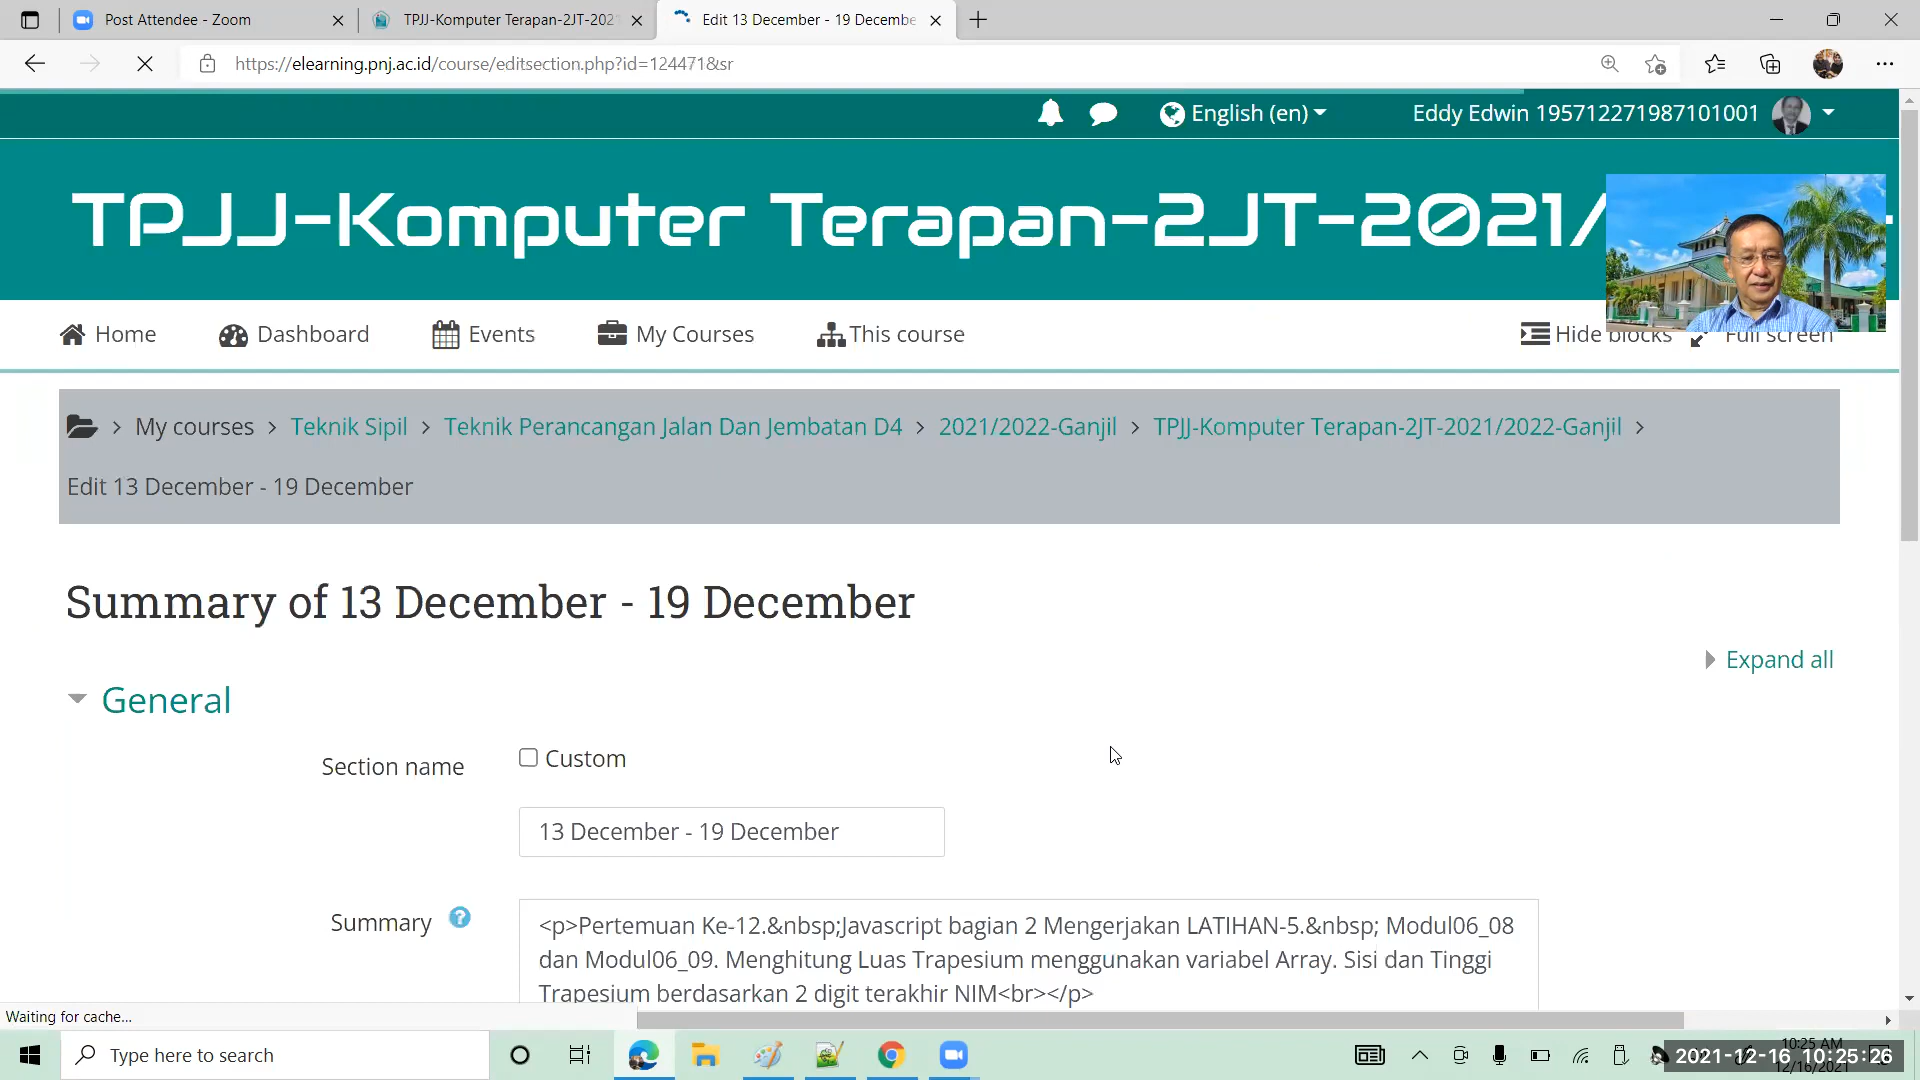 Post Attendee - Zoom
TPJJ-Komputer Terapan-2JT-202
Edit 13 December - 19 Decembe
https://elearning.pnj.ac.id/course/editsection.php?id=124471&sr
English (en)
Eddy Edwin 195712271987101001
TPJJ-Komputer Terapan-2JT-2021/
Home
Dashboard
Events
My Courses
This course
Hide blocks
Full screen
My courses > Teknik Sipil > Teknik Perancangan Jalan Dan Jembatan D4 > 2021/2022-Ganjil > TPJJ-Komputer Terapan-2JT-2021/2022-Ganjil >
Edit 13 December - 19 December
Summary of 13 December - 19 December
Expand all
General
Section name
Custom
13 December - 19 December
Summary
<p>Pertemuan Ke-12.&nbsp;Javascript bagian 2 Mengerjakan LATIHAN-5.&nbsp; Modul06_08
dan Modul06_09. Menghitung Luas Trapesium menggunakan variabel Array. Sisi dan Tinggi
Trapesium berdasarkan 2 digit terakhir NIM<br></p>
Waiting for cache...
Type here to search
10:25 AM
2021-12-16 10:25:26